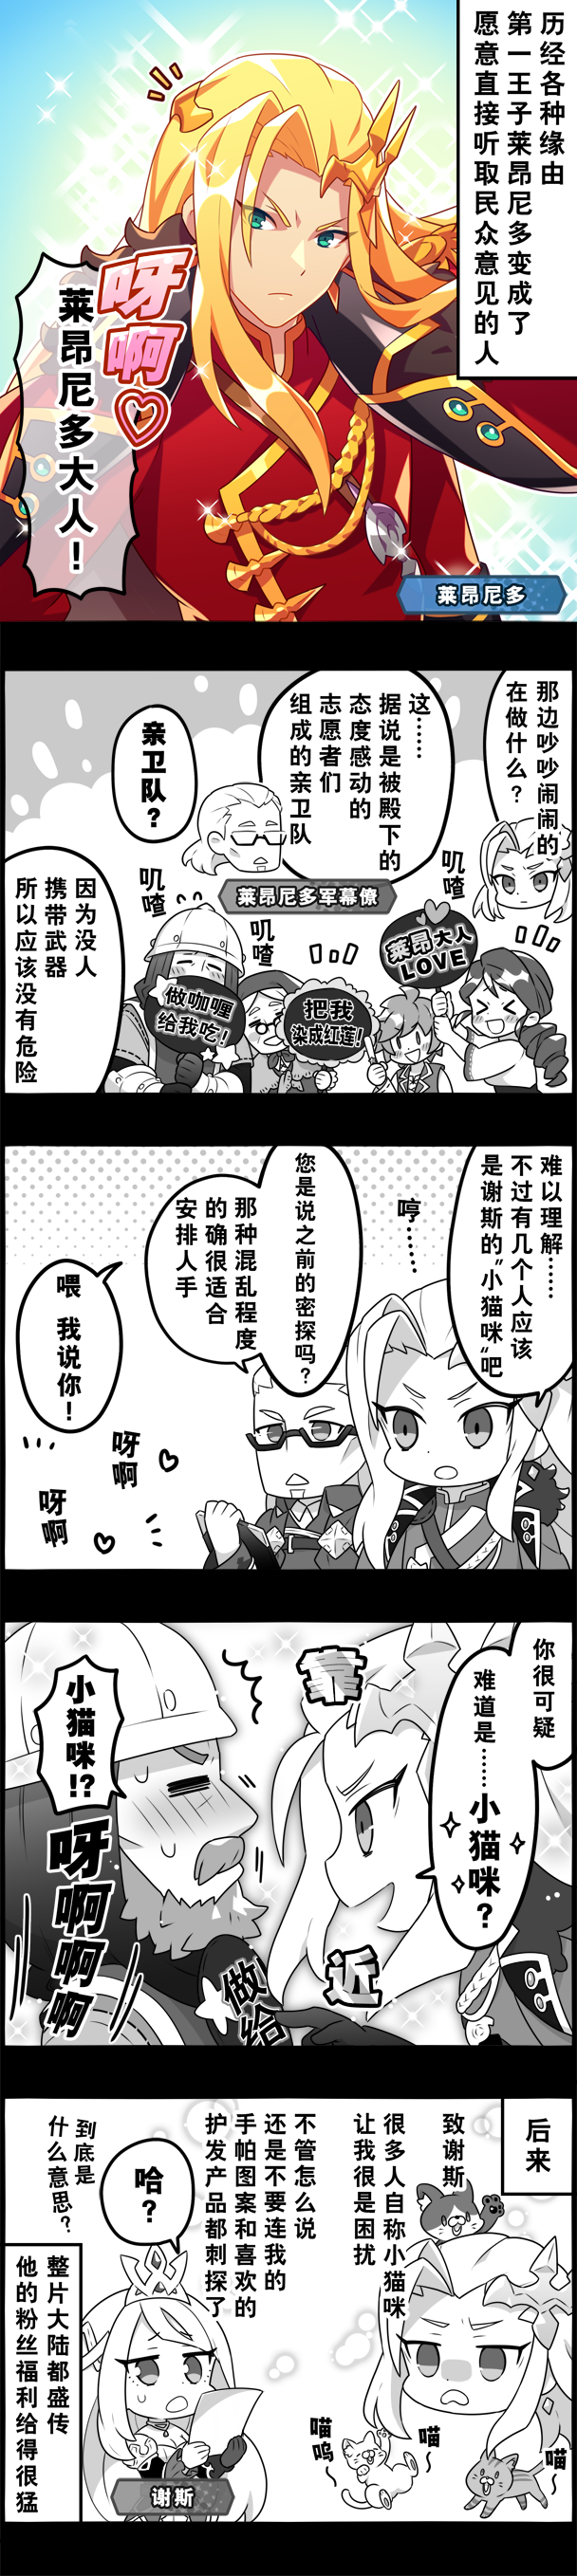 历经各种缘由
第一王子莱昂尼多变成了
愿意直接听取民众意见的人
呀
啊
莱昂尼多大人！
莱昂尼多
那边吵吵闹闹的
在做什么？
这……
据说是被殿下的
态度感动的
志愿者们
组成的亲卫队
亲卫队？
莱昂尼多军幕僚
叽喳
叽喳
叽喳
莱昂大人
LOVE
把我
染成红莲！
做咖喱
给我吃！
因为没人
携带武器
所以应该没有危险
难以理解……
不过有几个人应该
是谢斯的“小猫咪”吧
哼……
您是说之前的密探吗？
那种混乱程度
的确很适合
安排人手
喂 我说你！
呀啊
呀啊
你很可疑
难道是……小猫咪？
靠
近
小猫咪!?
呀啊啊啊
做
给
后来
致谢斯
很多人自称小猫咪
让我很是困扰
不管怎么说
还是不要连我的
手帕图案和喜欢的
护发产品都刺探了
喵～
喵～
喵呜
哈？
到底是
什么意思？
谢斯
整片大陆都盛传
他的粉丝福利给得很猛